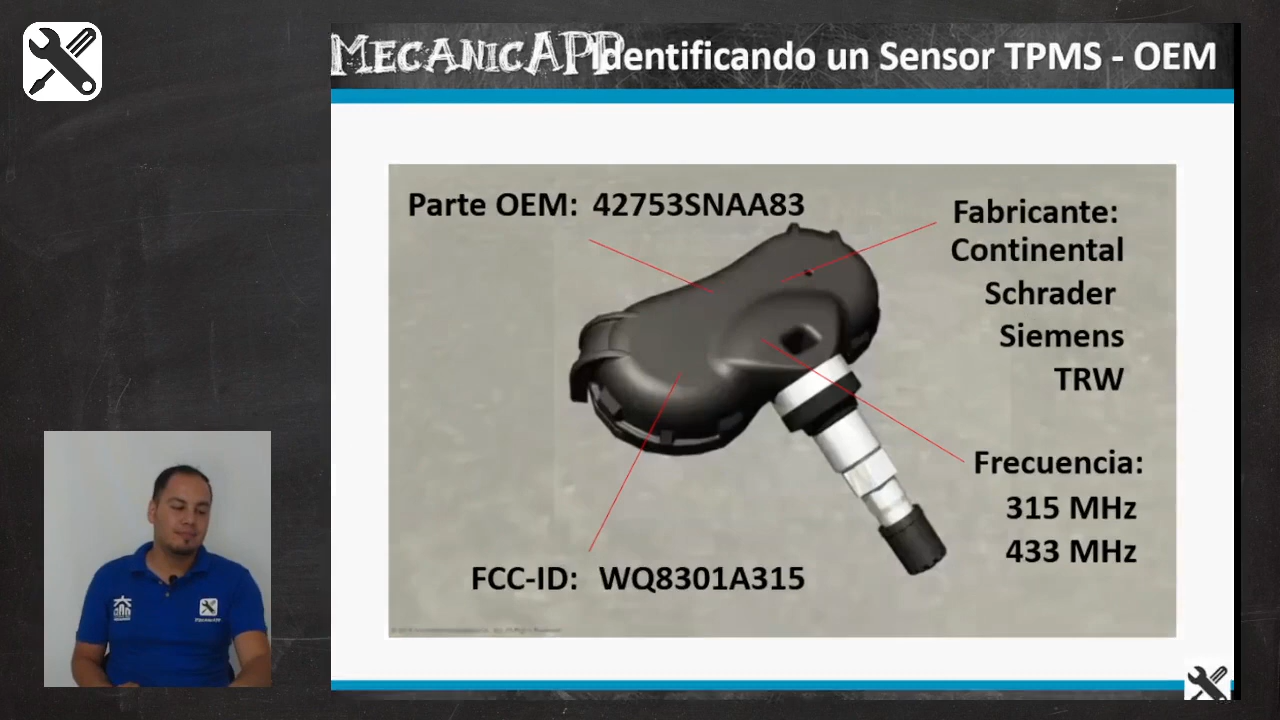 MECANICAPP
Identificando un Sensor TPMS - OEM
Parte OEM: 42753SNAA83
Fabricante:
Continental
Schrader
Siemens
TRW
Frecuencia:
315 MHz
433 MHz
FCC-ID: WQ8301A315